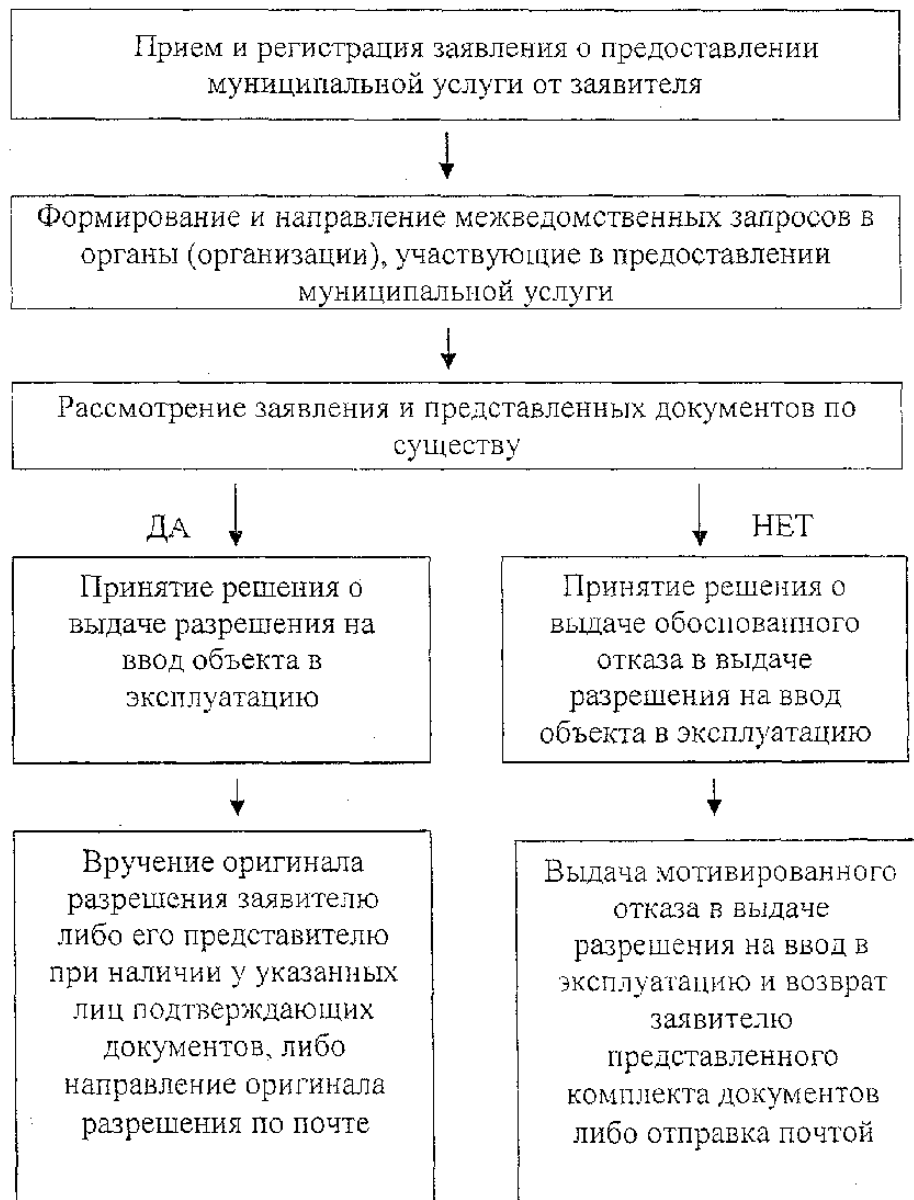 Прием и регистрация заявления о предоставлении
муниципальной услуги от заявителя
Формирование и направление межведомственных запросов в
органы (организации), участвующие в предоставлении
муниципальной услуги
Рассмотрение заявления и представленных документов по
существу
ДА
НЕТ
Принятие решения о
выдаче разрешения на
ввод объекта в
эксплуатацию
Принятие решения о
выдаче обоснованного
отказа в выдаче
разрешения на ввод
объекта в эксплуатацию
Вручение оригинала
разрешения заявителю
либо его представителю
при наличии у указанных
лиц подтверждающих
документов, либо
направление оригинала
разрешения по почте
Выдача мотивированного
отказа в выдаче
разрешения на ввод в
эксплуатацию и возврат
заявителю
представленного
комплекта документов
либо отправка почтой